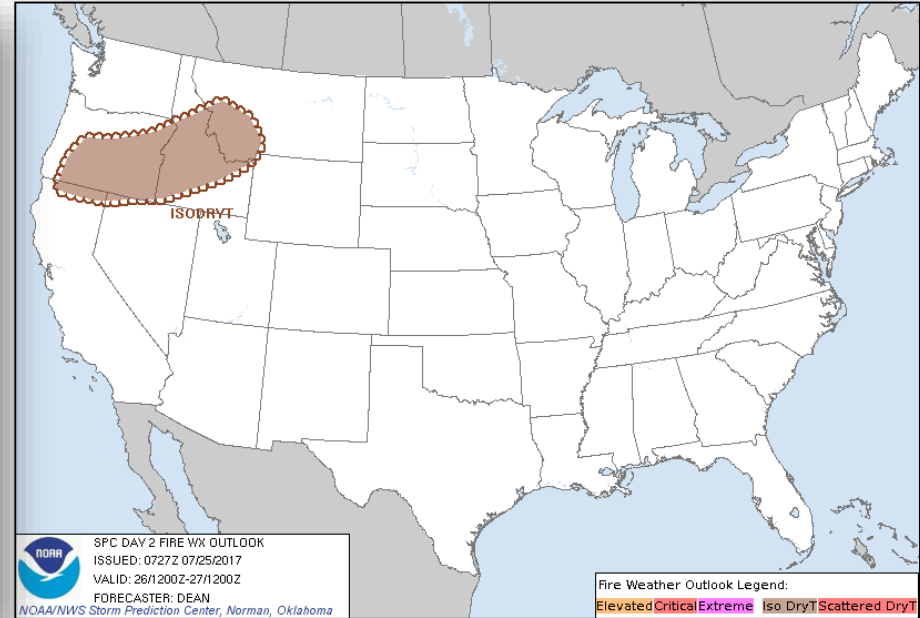 ISODRYT
NOAA
SPC DAY 2 FIRE WX OUTLOOK
ISSUED: 0727Z 07/25/2017
VALID: 26/1200Z-27/1200Z
FORECASTER: DEAN
NOAA/NWS Storm Prediction Center, Norman, Oklahoma
Fire Weather Outlook Legend:
Elevated Critical Extreme Iso DryT Scattered DryT